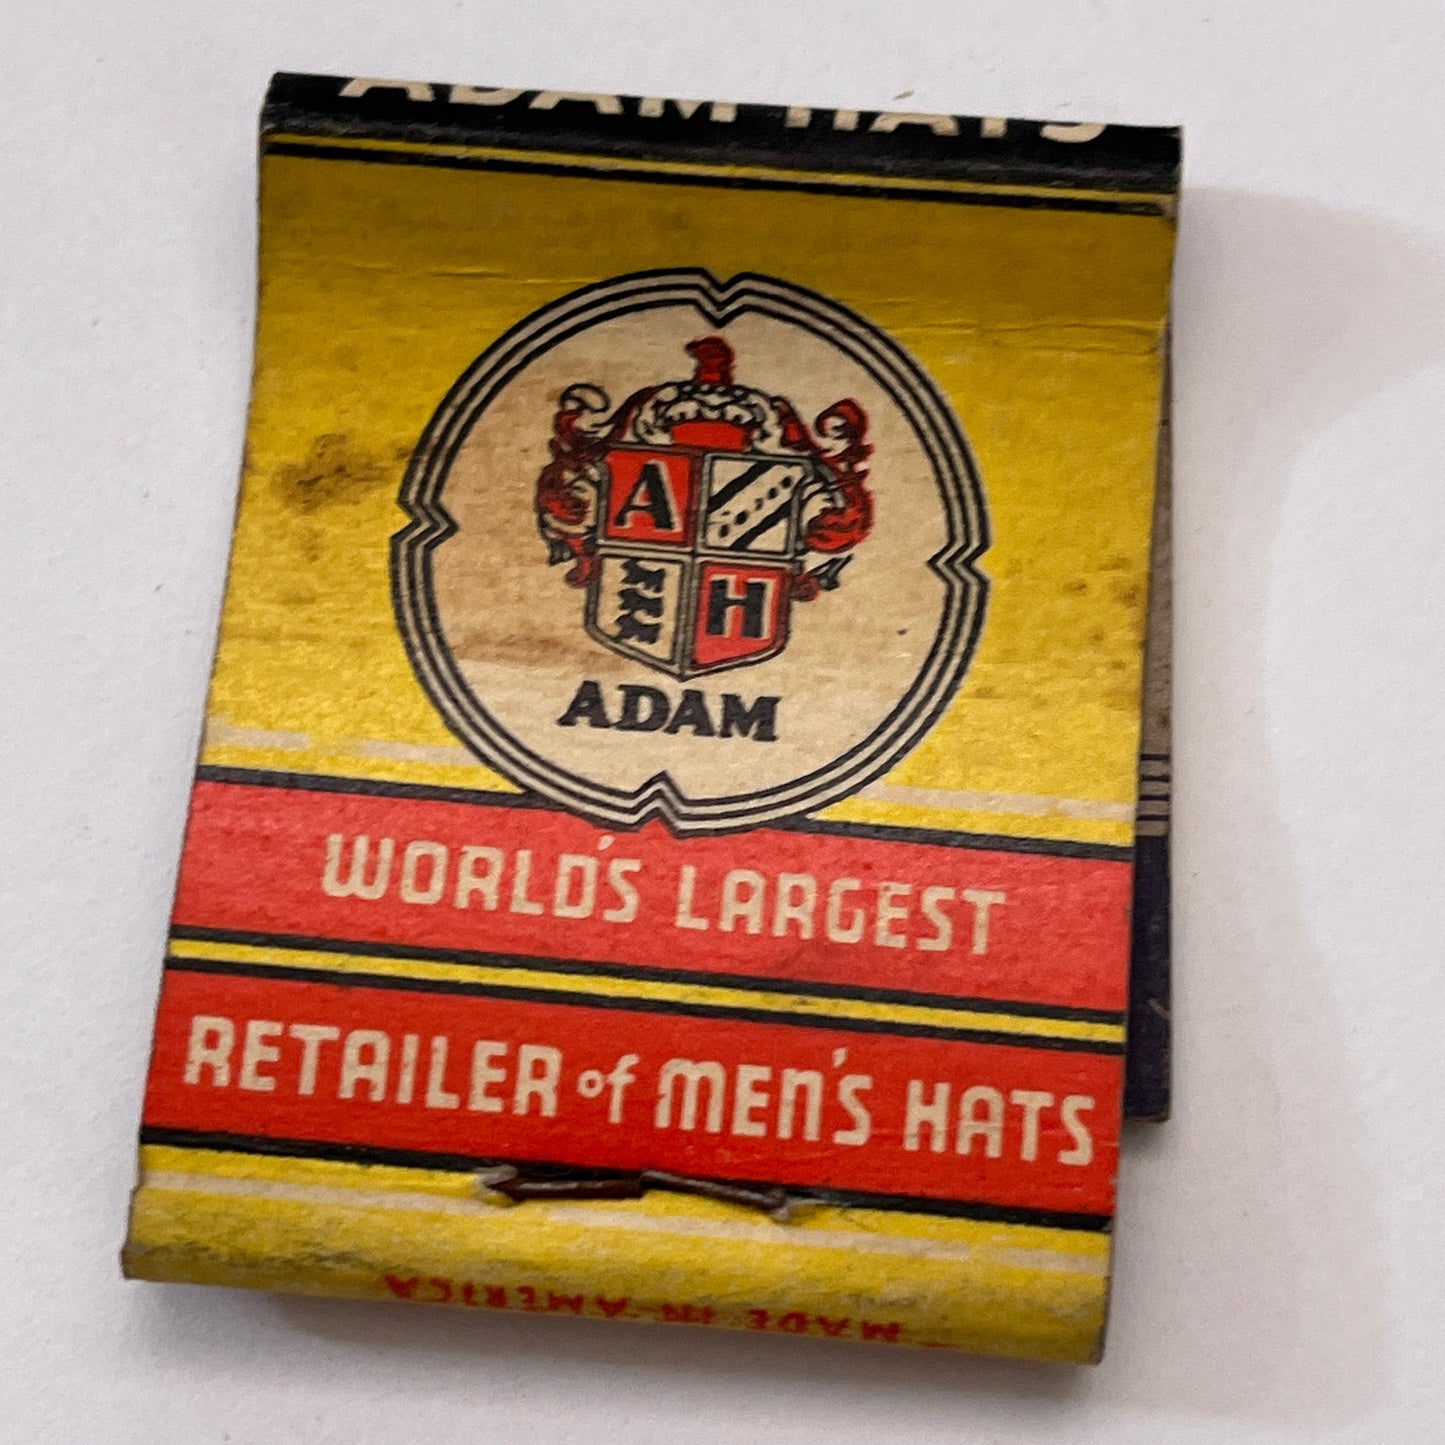 ADAM HATS
A
H
ADAM
WORLD'S LARGEST
RETAILER of MEN'S HATS
MADE IN AMERICA